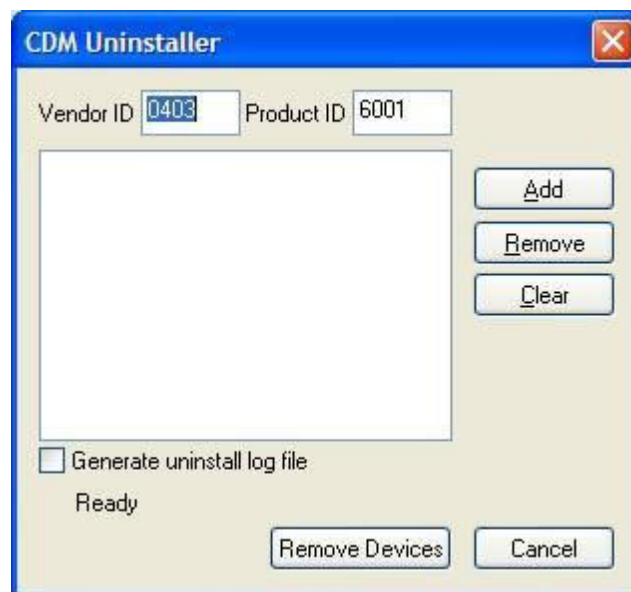 CDM Uninstaller
Vendor ID 0403 Product ID 6001
Add
Remove
Clear
Generate uninstall log file
Ready
Remove Devices Cancel